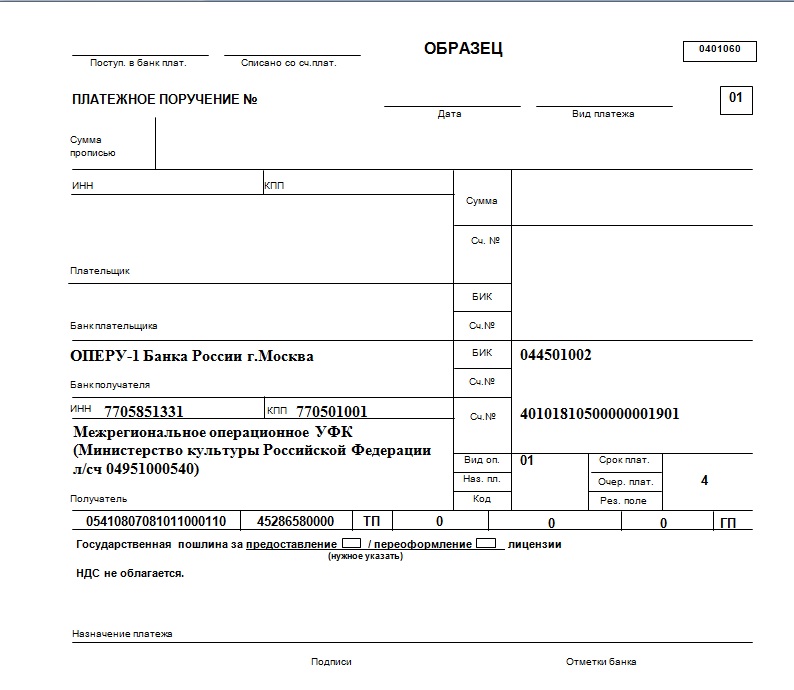 ОБРАЗЕЦ
0401060
Поступ. в банк плат.
Списано со сч.плат.
ПЛАТЕЖНОЕ ПОРУЧЕНИЕ №
01
Дата
Вид платежа
Сумма
прописью
ИНН
КПП
Сумма
Сч. №
Плательщик
БИК
Банк плательщика
Сч.№
ОПЕРУ-1 Банка России г.Москва
БИК
044501002
Банк получателя
Сч.№
ИНН 7705851331
КПП 770501001
Сч.№
40101810500000001901
Межрегиональное операционное УФК
(Министерство культуры Российской Федерации
л/сч 04951000540)
Вид оп.
01
Срок плат.
Наз. пл.
Очер. плат.
4
Получатель
Код
Рез. поле
05410807081011000110 45286580000 ТП 0 0 0 ГП
Государственная пошлина за предоставление / переоформление лицензии
(нужное указать)
НДС не облагается.
Назначение платежа
Подписи
Отметки банка